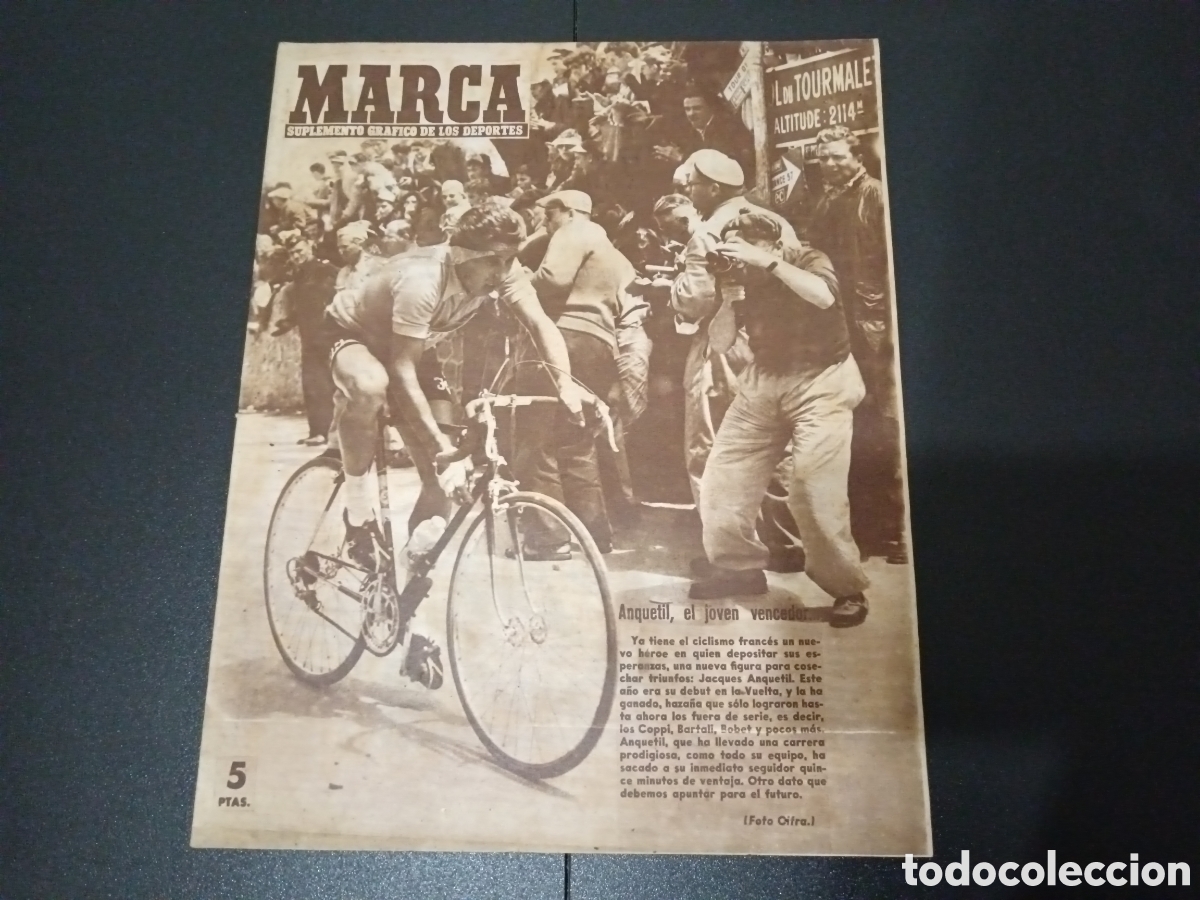 MARCA
SUPLEMENTO GRAFICO DE LOS DEPORTES
L DU TOURMALE
ALTITUDE: 2114 M
Anquetil, el joven vencedor
Ya tiene el ciclismo francés un nue-
vo héroe en quien depositar sus es-
peranzas, una nueva figura para cose-
char triunfos: Jacques Anquetil. Este
año era su debut en la Vuelta, y la ha
ganado, hazaña que sólo lograron has-
ta ahora los fuera de serie, es decir,
los Coppi, Bartali, Bobet y pocos más.
Anquetil, que ha llevado una carrera
prodigiosa, como todo su equipo, ha
sacado a su inmediato seguidor quin-
ce minutos de ventaja. Otro dato que
debemos apuntar para el futuro.
(Foto Cifra.)
5
PTAS.
todocoleccion